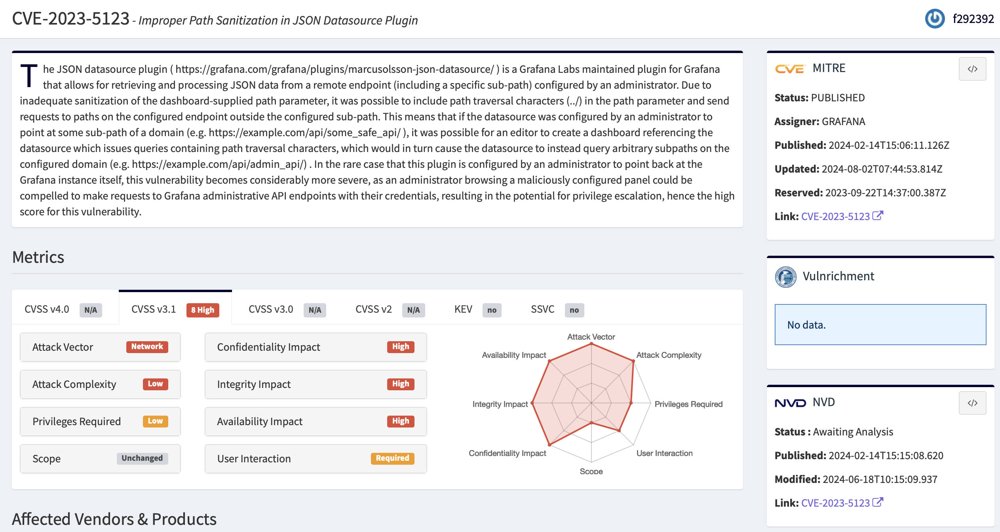 CVE-2023-5123 - Improper Path Sanitization in JSON Datasource Plugin
f292392
The JSON datasource plugin ( https://grafana.com/grafana/plugins/marcusolsson-json-datasource/ ) is a Grafana Labs maintained plugin for Grafana
that allows for retrieving and processing JSON data from a remote endpoint (including a specific sub-path) configured by an administrator. Due to
inadequate sanitization of the dashboard-supplied path parameter, it was possible to include path traversal characters (../) in the path parameter and send
requests to paths on the configured endpoint outside the configured sub-path. This means that if the datasource was configured by an administrator to
point at some sub-path of a domain (e.g. https://example.com/api/some_safe_api/ ), it was possible for an editor to create a dashboard referencing the
datasource which issues queries containing path traversal characters, which would in turn cause the datasource to instead query arbitrary subpaths on the
configured domain (e.g. https://example.com/api/admin_api/) . In the rare case that this plugin is configured by an administrator to point back at the
Grafana instance itself, this vulnerability becomes considerably more severe, as an administrator browsing a maliciously configured panel could be
compelled to make requests to Grafana administrative API endpoints with their credentials, resulting in the potential for privilege escalation, hence the high
score for this vulnerability.
Metrics
CVSS v4.0 N/A CVSS v3.1 8 High CVSS v3.0 N/A CVSS v2 N/A KEV no SSVC no
Attack Vector Network
Attack Complexity Low
Privileges Required Low
Scope Unchanged
Confidentiality Impact High
Integrity Impact High
Availability Impact High
User Interaction Required
Attack Vector
Attack Complexity
Privileges Required
User Interaction
Scope
Confidentiality Impact
Integrity Impact
Availability Impact
Affected Vendors & Products
CVE MITRE
</>
Status: PUBLISHED
Assigner: GRAFANA
Published: 2024-02-14T15:06:11.126Z
Updated: 2024-08-02T07:44:53.814Z
Reserved: 2023-09-22T14:37:00.387Z
Link: CVE-2023-5123
Vulnrichment
No data.
NVD NVD
</>
Status : Awaiting Analysis
Published: 2024-02-14T15:15:08.620
Modified: 2024-06-18T10:15:09.937
Link: CVE-2023-5123